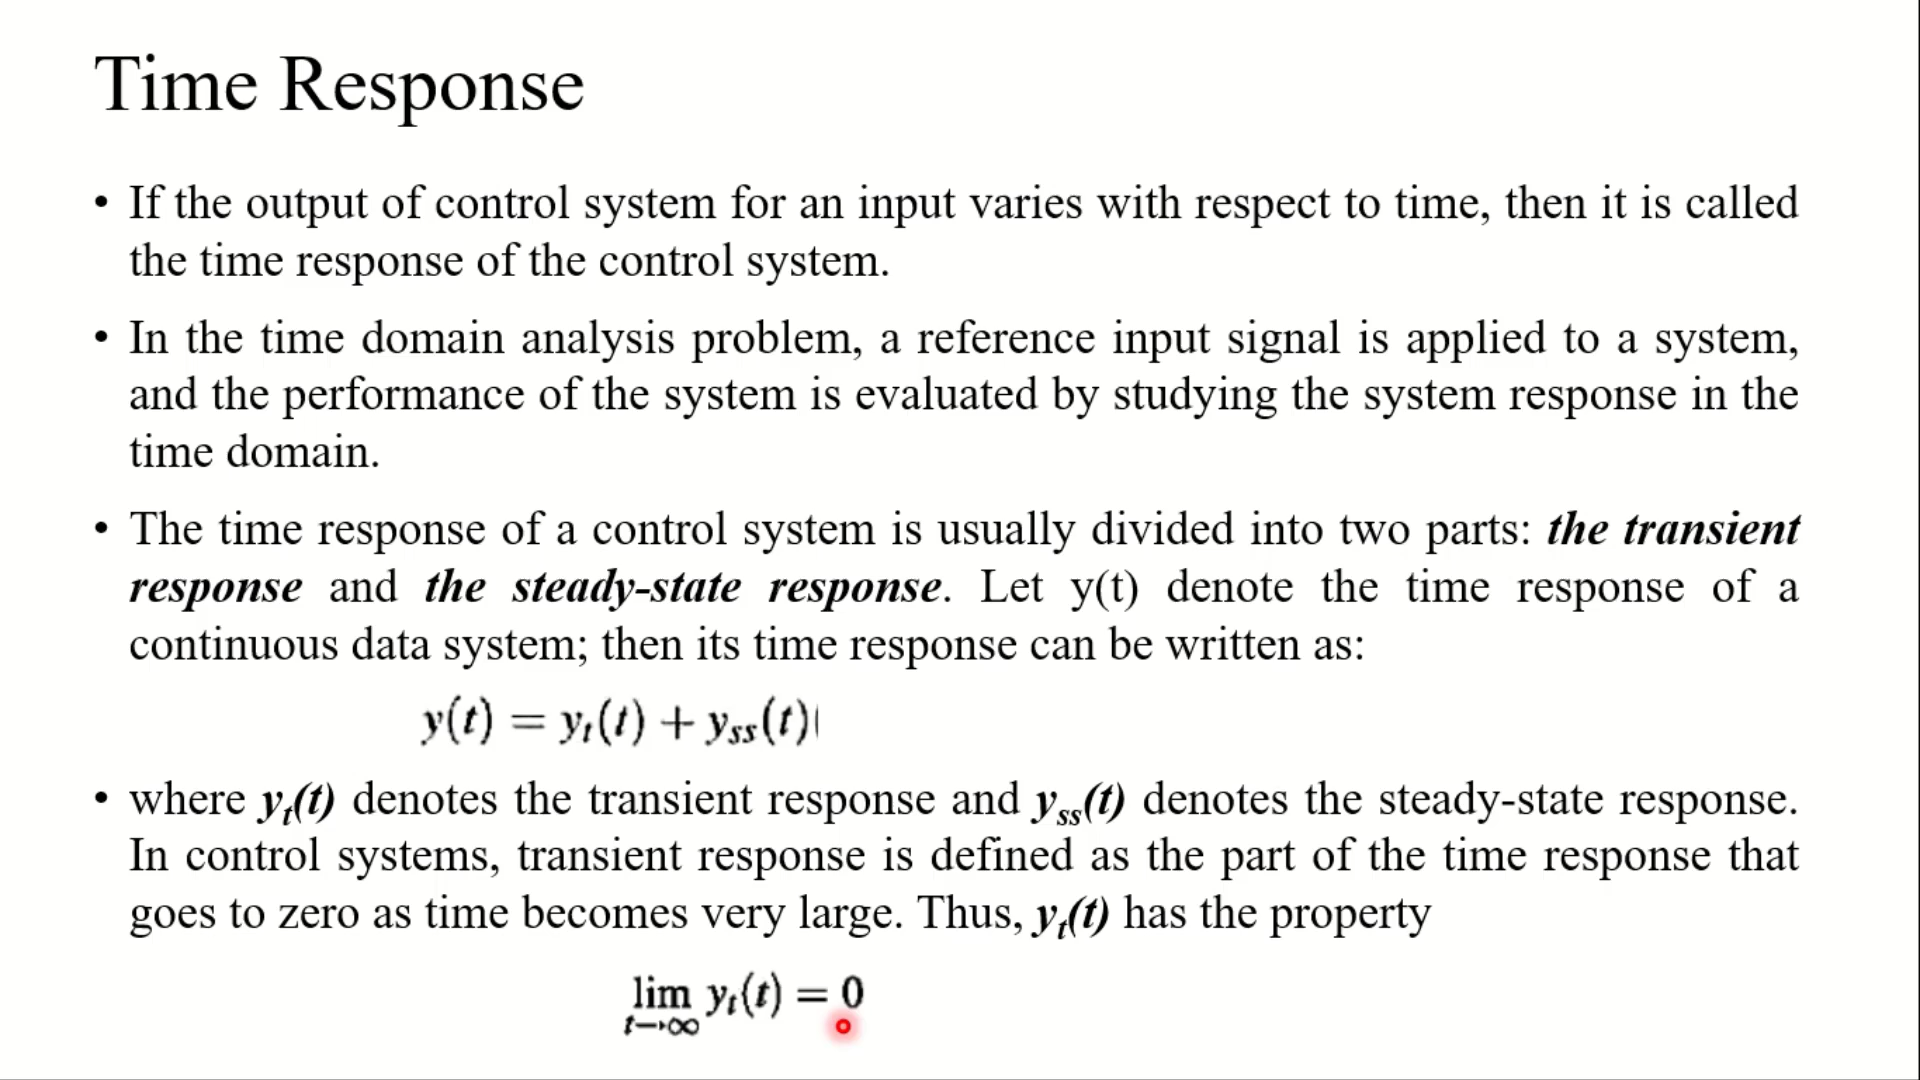 Time Response
• If the output of control system for an input varies with respect to time, then it is called
the time response of the control system.
• In the time domain analysis problem, a reference input signal is applied to a system,
and the performance of the system is evaluated by studying the system response in the
time domain.
• The time response of a control system is usually divided into two parts: the transient
response and the steady-state response. Let y(t) denote the time response of a
continuous data system; then its time response can be written as:
y(t) = yₜ(t) + yₛₛ(t)
• where yₜ(t) denotes the transient response and yₛₛ(t) denotes the steady-state response.
In control systems, transient response is defined as the part of the time response that
goes to zero as time becomes very large. Thus, yₜ(t) has the property
lim yₜ(t) = 0
t→∞